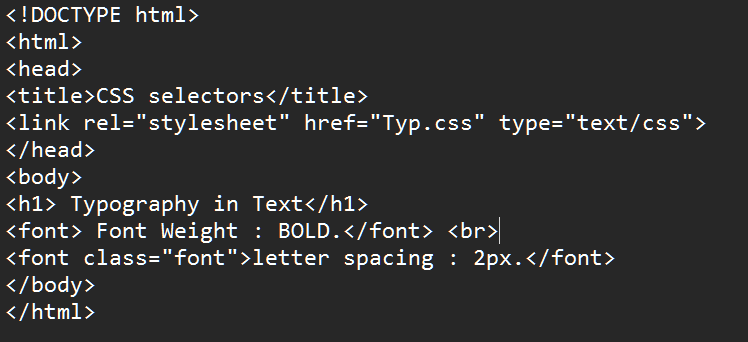 <!DOCTYPE html>
<html>
<head>
<title>CSS selectors</title>
<link rel="stylesheet" href="Typ.css" type="text/css">
</head>
<body>
<h1> Typography in Text</h1>
<font> Font Weight : BOLD.</font> <br>
<font class="font">letter spacing : 2px.</font>
</body>
</html>